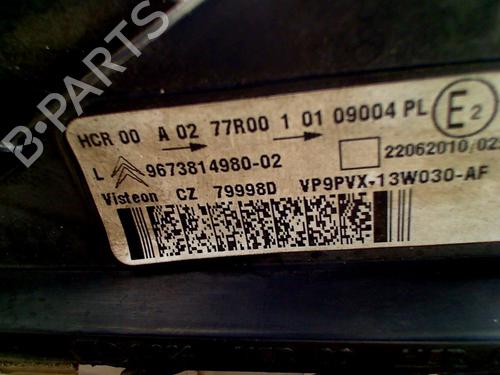 B-PARTS
HCR 00 A 02 77R00 1 01 09004 PL E2
L 9673814980-02 22062010/02
Visteon CZ 79998D VP9PVX-13W030-AF